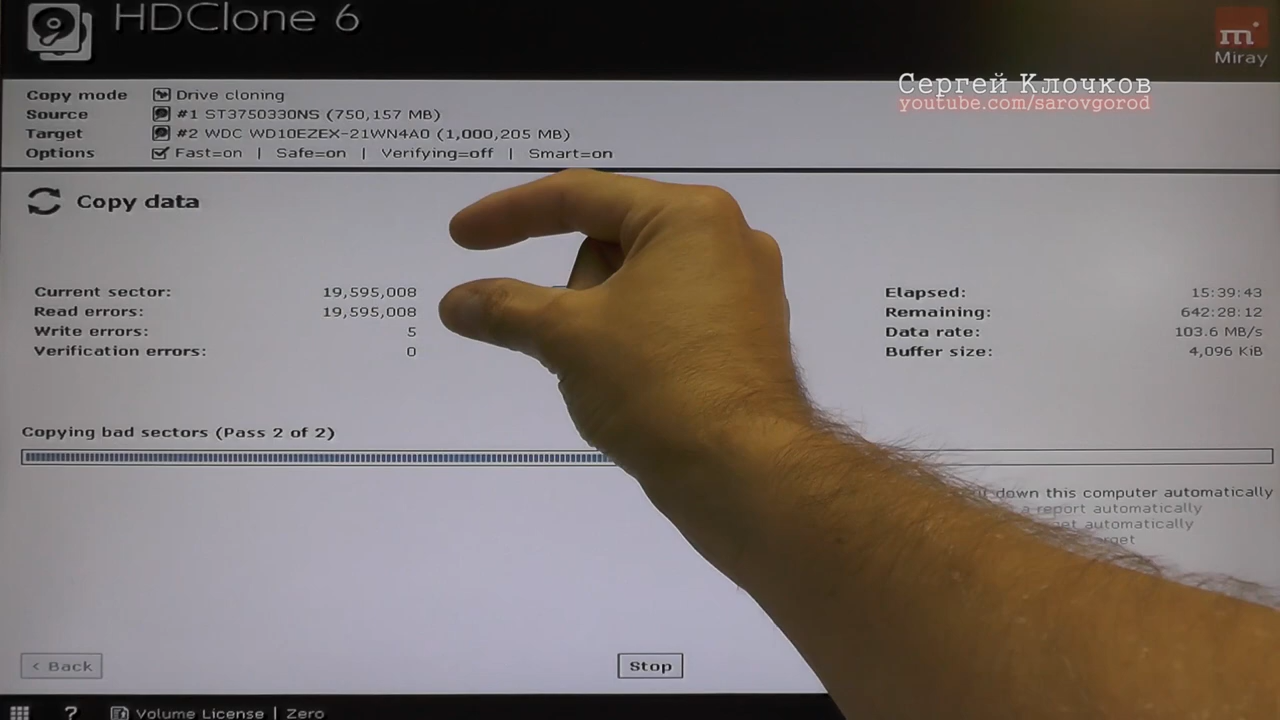 HDClone 6
m
Miray
Сергей Клочков
youtube.com/sarovgorod
Copy mode Drive cloning
Source #1 ST3750330NS (750,157 MB)
Target #2 WDC WD10EZEX-21WN4A0 (1,000,205 MB)
Options Fast=on | Safe=on | Verifying=off | Smart=on
Copy data
Current sector: 19,595,008
Read errors: 19,595,008
Write errors: 5
Verification errors: 0
Elapsed: 15:39:43
Remaining: 642:28:12
Data rate: 103.6 MB/s
Buffer size: 4,096 KiB
Copying bad sectors (Pass 2 of 2)
down this computer automatically
a report automatically
automatically
< Back
Stop
? Volume License | Zero